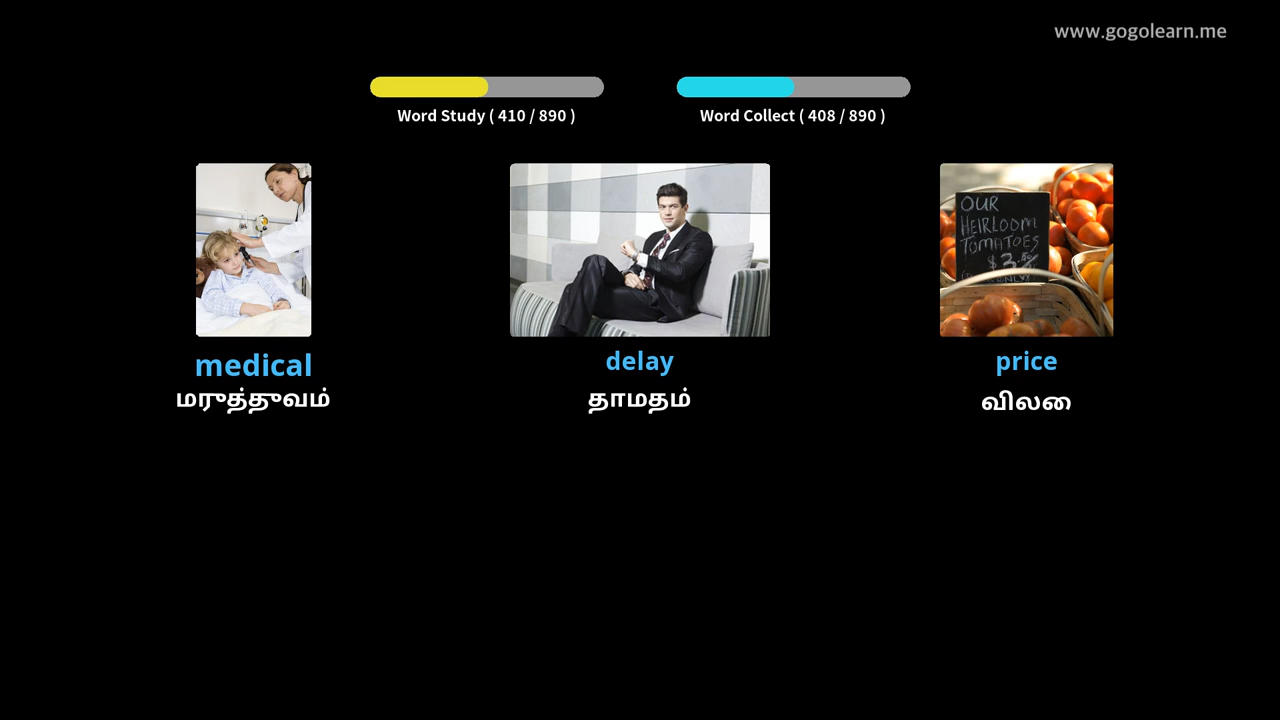 www.gogolearn.me
Word Study ( 410 / 890 )
Word Collect ( 408 / 890 )
OUR
HEIRLOOM
TOMATOES
medical
மருத்துவம்
delay
தாமதம்
price
விலை